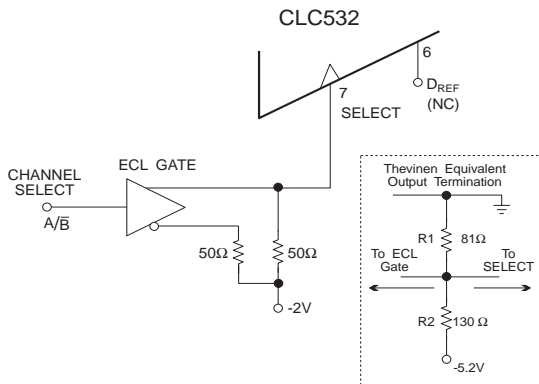 CLC532
6
D_REF
(NC)
7
SELECT
ECL GATE
CHANNEL
SELECT
A/B̅
50Ω
50Ω
-2V
Thevinen Equivalent
Output Termination
R1 81Ω
To ECL
Gate
To
SELECT
R2 130 Ω
-5.2V